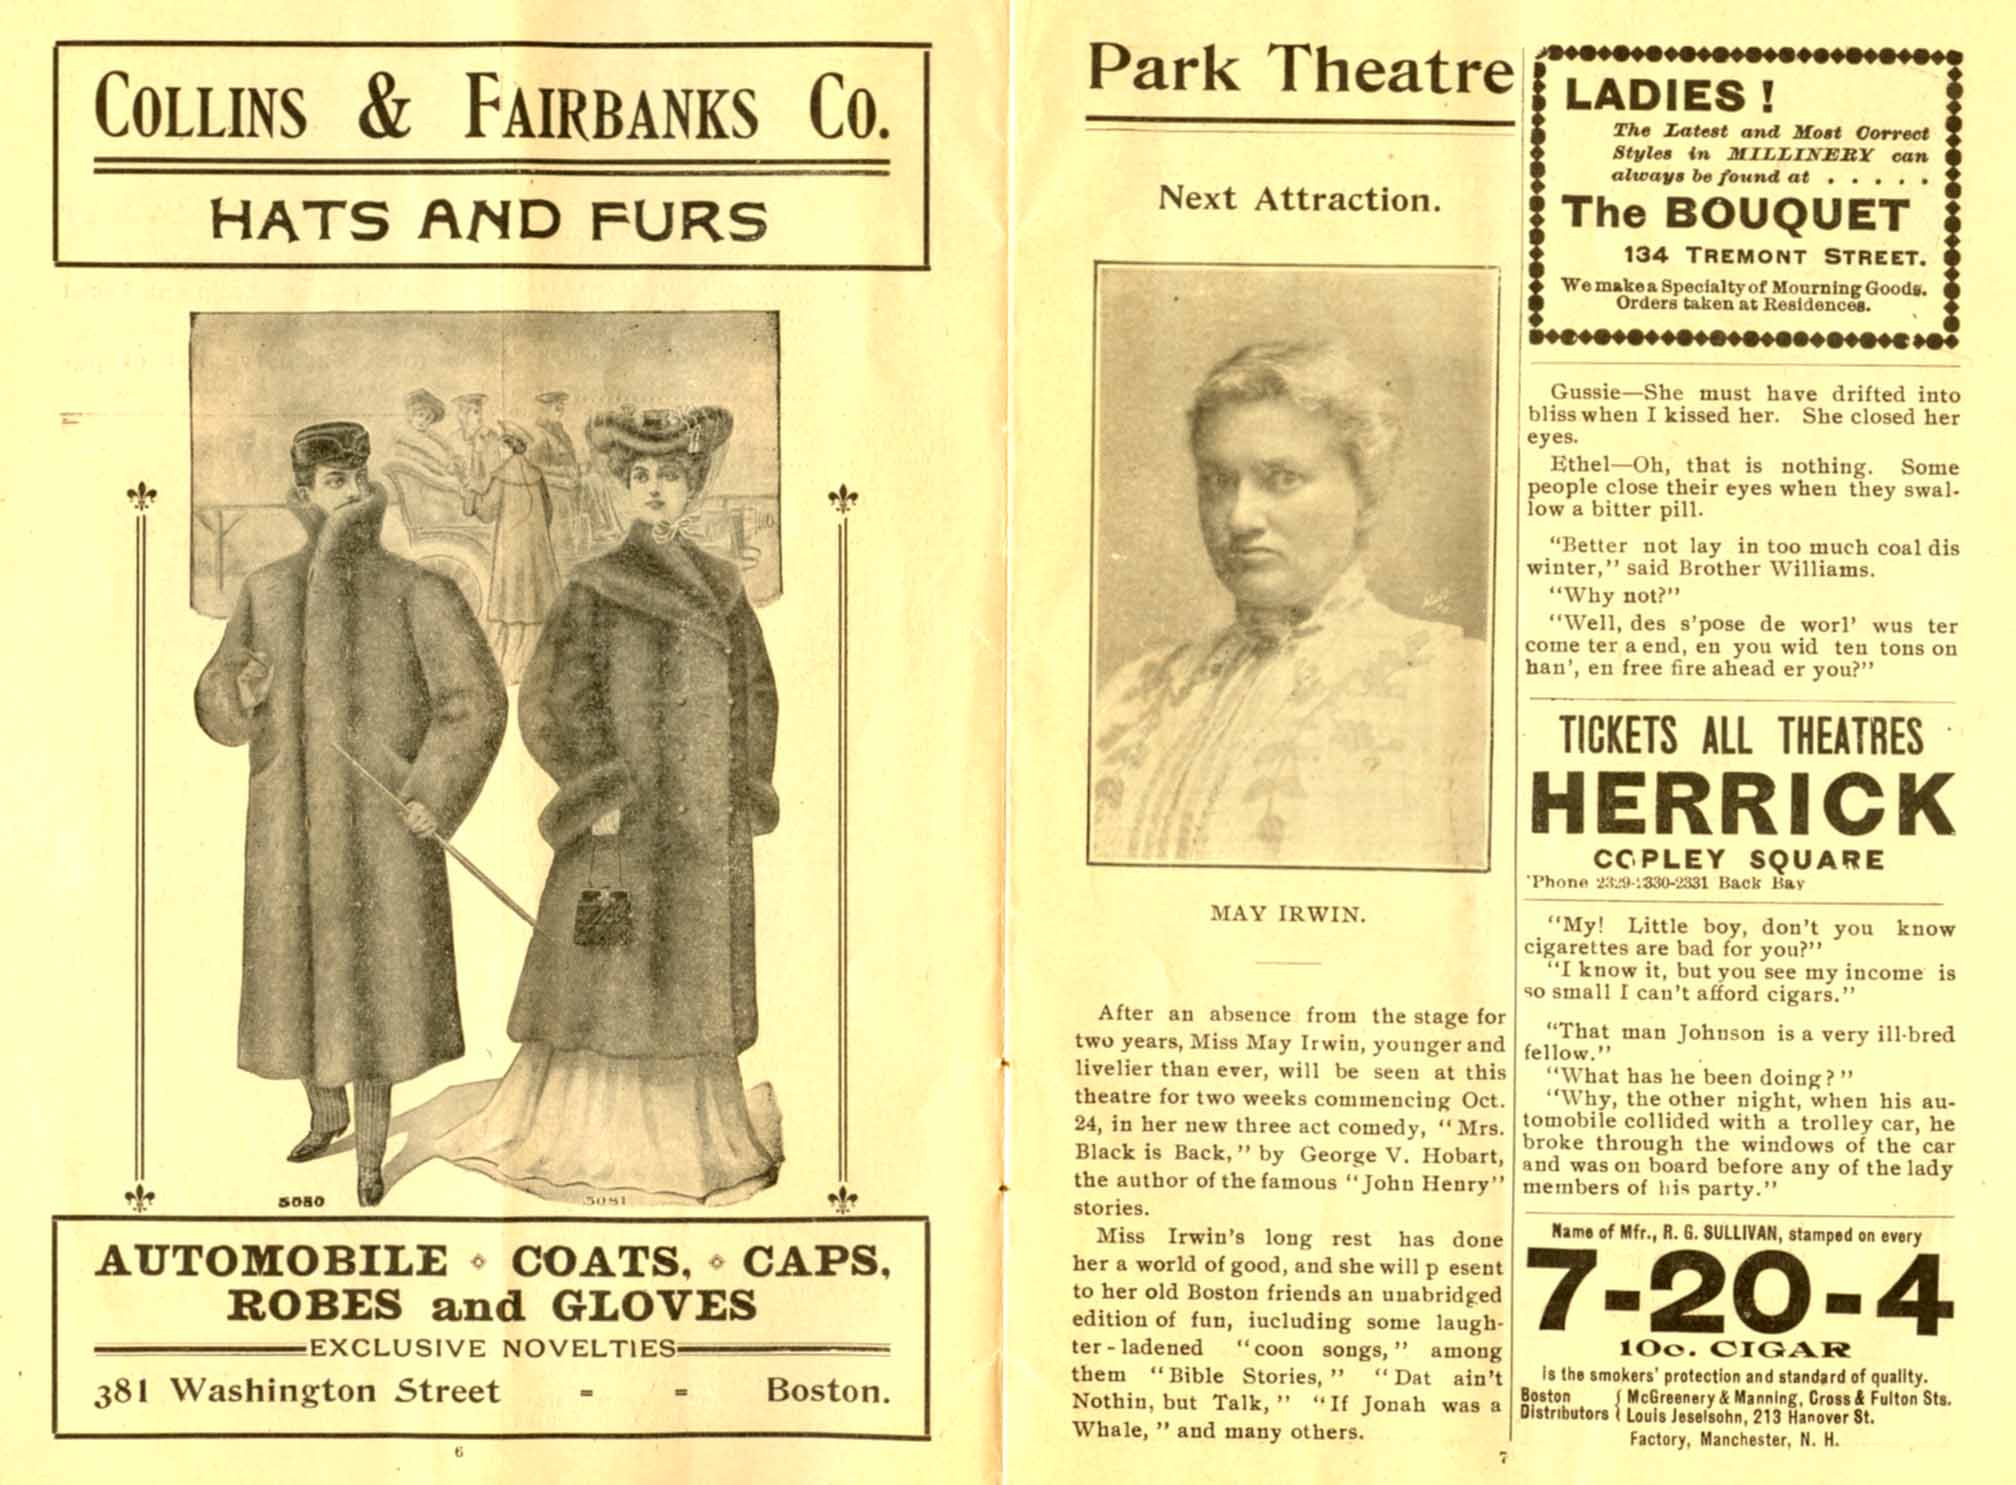 COLLINS & FAIRBANKS CO.
HATS AND FURS
5080
5081
AUTOMOBILE COATS, CAPS,
ROBES and GLOVES
EXCLUSIVE NOVELTIES
381 Washington Street - - Boston.
6
Park Theatre
Next Attraction.
MAY IRWIN.
After an absence from the stage for
two years, Miss May Irwin, younger and
livelier than ever, will be seen at this
theatre for two weeks commencing Oct.
24, in her new three act comedy, "Mrs.
Black is Back," by George V. Hobart,
the author of the famous "John Henry"
stories.
Miss Irwin's long rest has done
her a world of good, and she will p esent
to her old Boston friends an unabridged
edition of fun, iucluding some laugh-
ter-ladened "coon songs," among
them "Bible Stories," "Dat ain't
Nothin, but Talk," "If Jonah was a
Whale," and many others.
7
LADIES!
The Latest and Most Correct
Styles in MILLINERY can
always be found at . . . . .
The BOUQUET
134 TREMONT STREET.
We make a Specialty of Mourning Goods.
Orders taken at Residences.
Gussie—She must have drifted into
bliss when I kissed her. She closed her
eyes.
Ethel—Oh, that is nothing. Some
people close their eyes when they swal-
low a bitter pill.
"Better not lay in too much coal dis
winter," said Brother Williams.
"Why not?"
"Well, des s'pose de worl' wus ter
come ter a end, en you wid ten tons on
han', en free fire ahead er you?"
TICKETS ALL THEATRES
HERRICK
COPLEY SQUARE
'Phone 2329-2330-2331 Back Bay
"My! Little boy, don't you know
cigarettes are bad for you?"
"I know it, but you see my income is
so small I can't afford cigars."
"That man Johnson is a very ill-bred
fellow."
"What has he been doing?"
"Why, the other night, when his au-
tomobile collided with a trolley car, he
broke through the windows of the car
and was on board before any of the lady
members of his party."
Name of Mfr., R. G. SULLIVAN, stamped on every
7-20-4
10c. CIGAR
is the smokers' protection and standard of quality.
Boston { McGreenery & Manning, Cross & Fulton Sts.
Distributors { Louis Jeselsohn, 213 Hanover St.
Factory, Manchester, N. H.